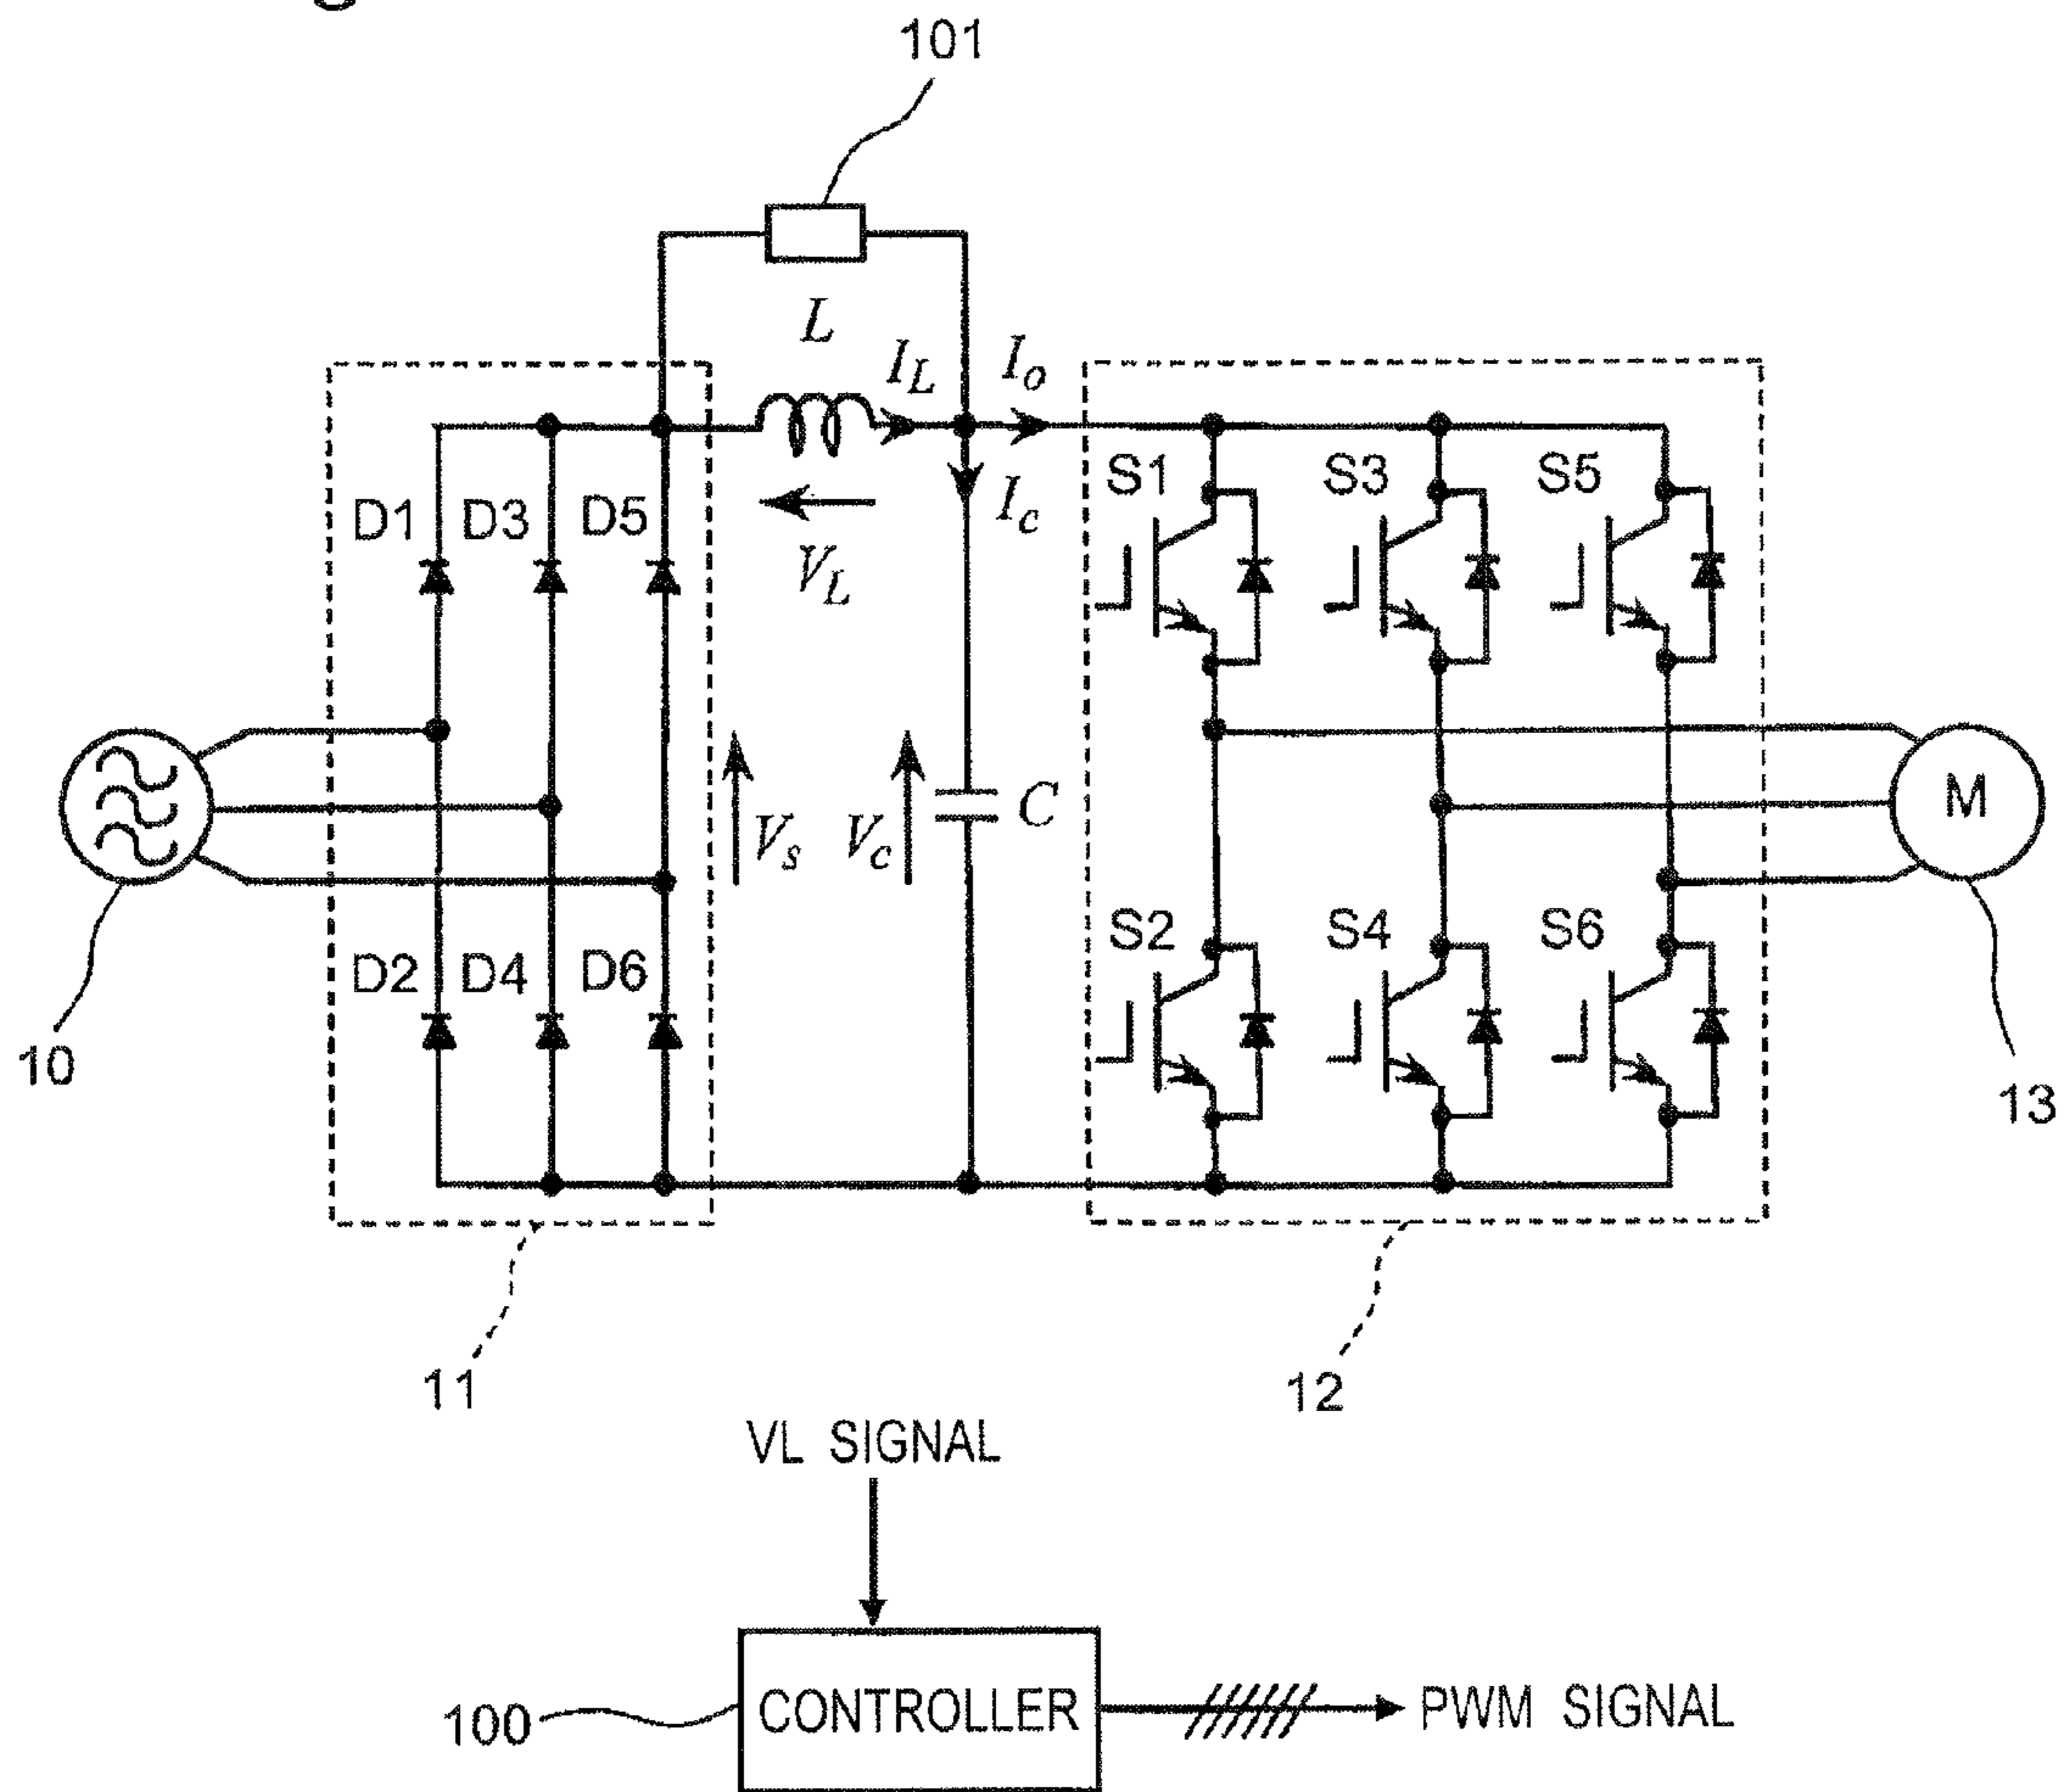 101
L
I_L
I_o
S1
S3
S5
D1
D3
D5
I_c
V_L
M
V_s
V_c
C
S2
S4
S6
D2
D4
D6
10
13
11
12
VL SIGNAL
100
CONTROLLER
PWM SIGNAL